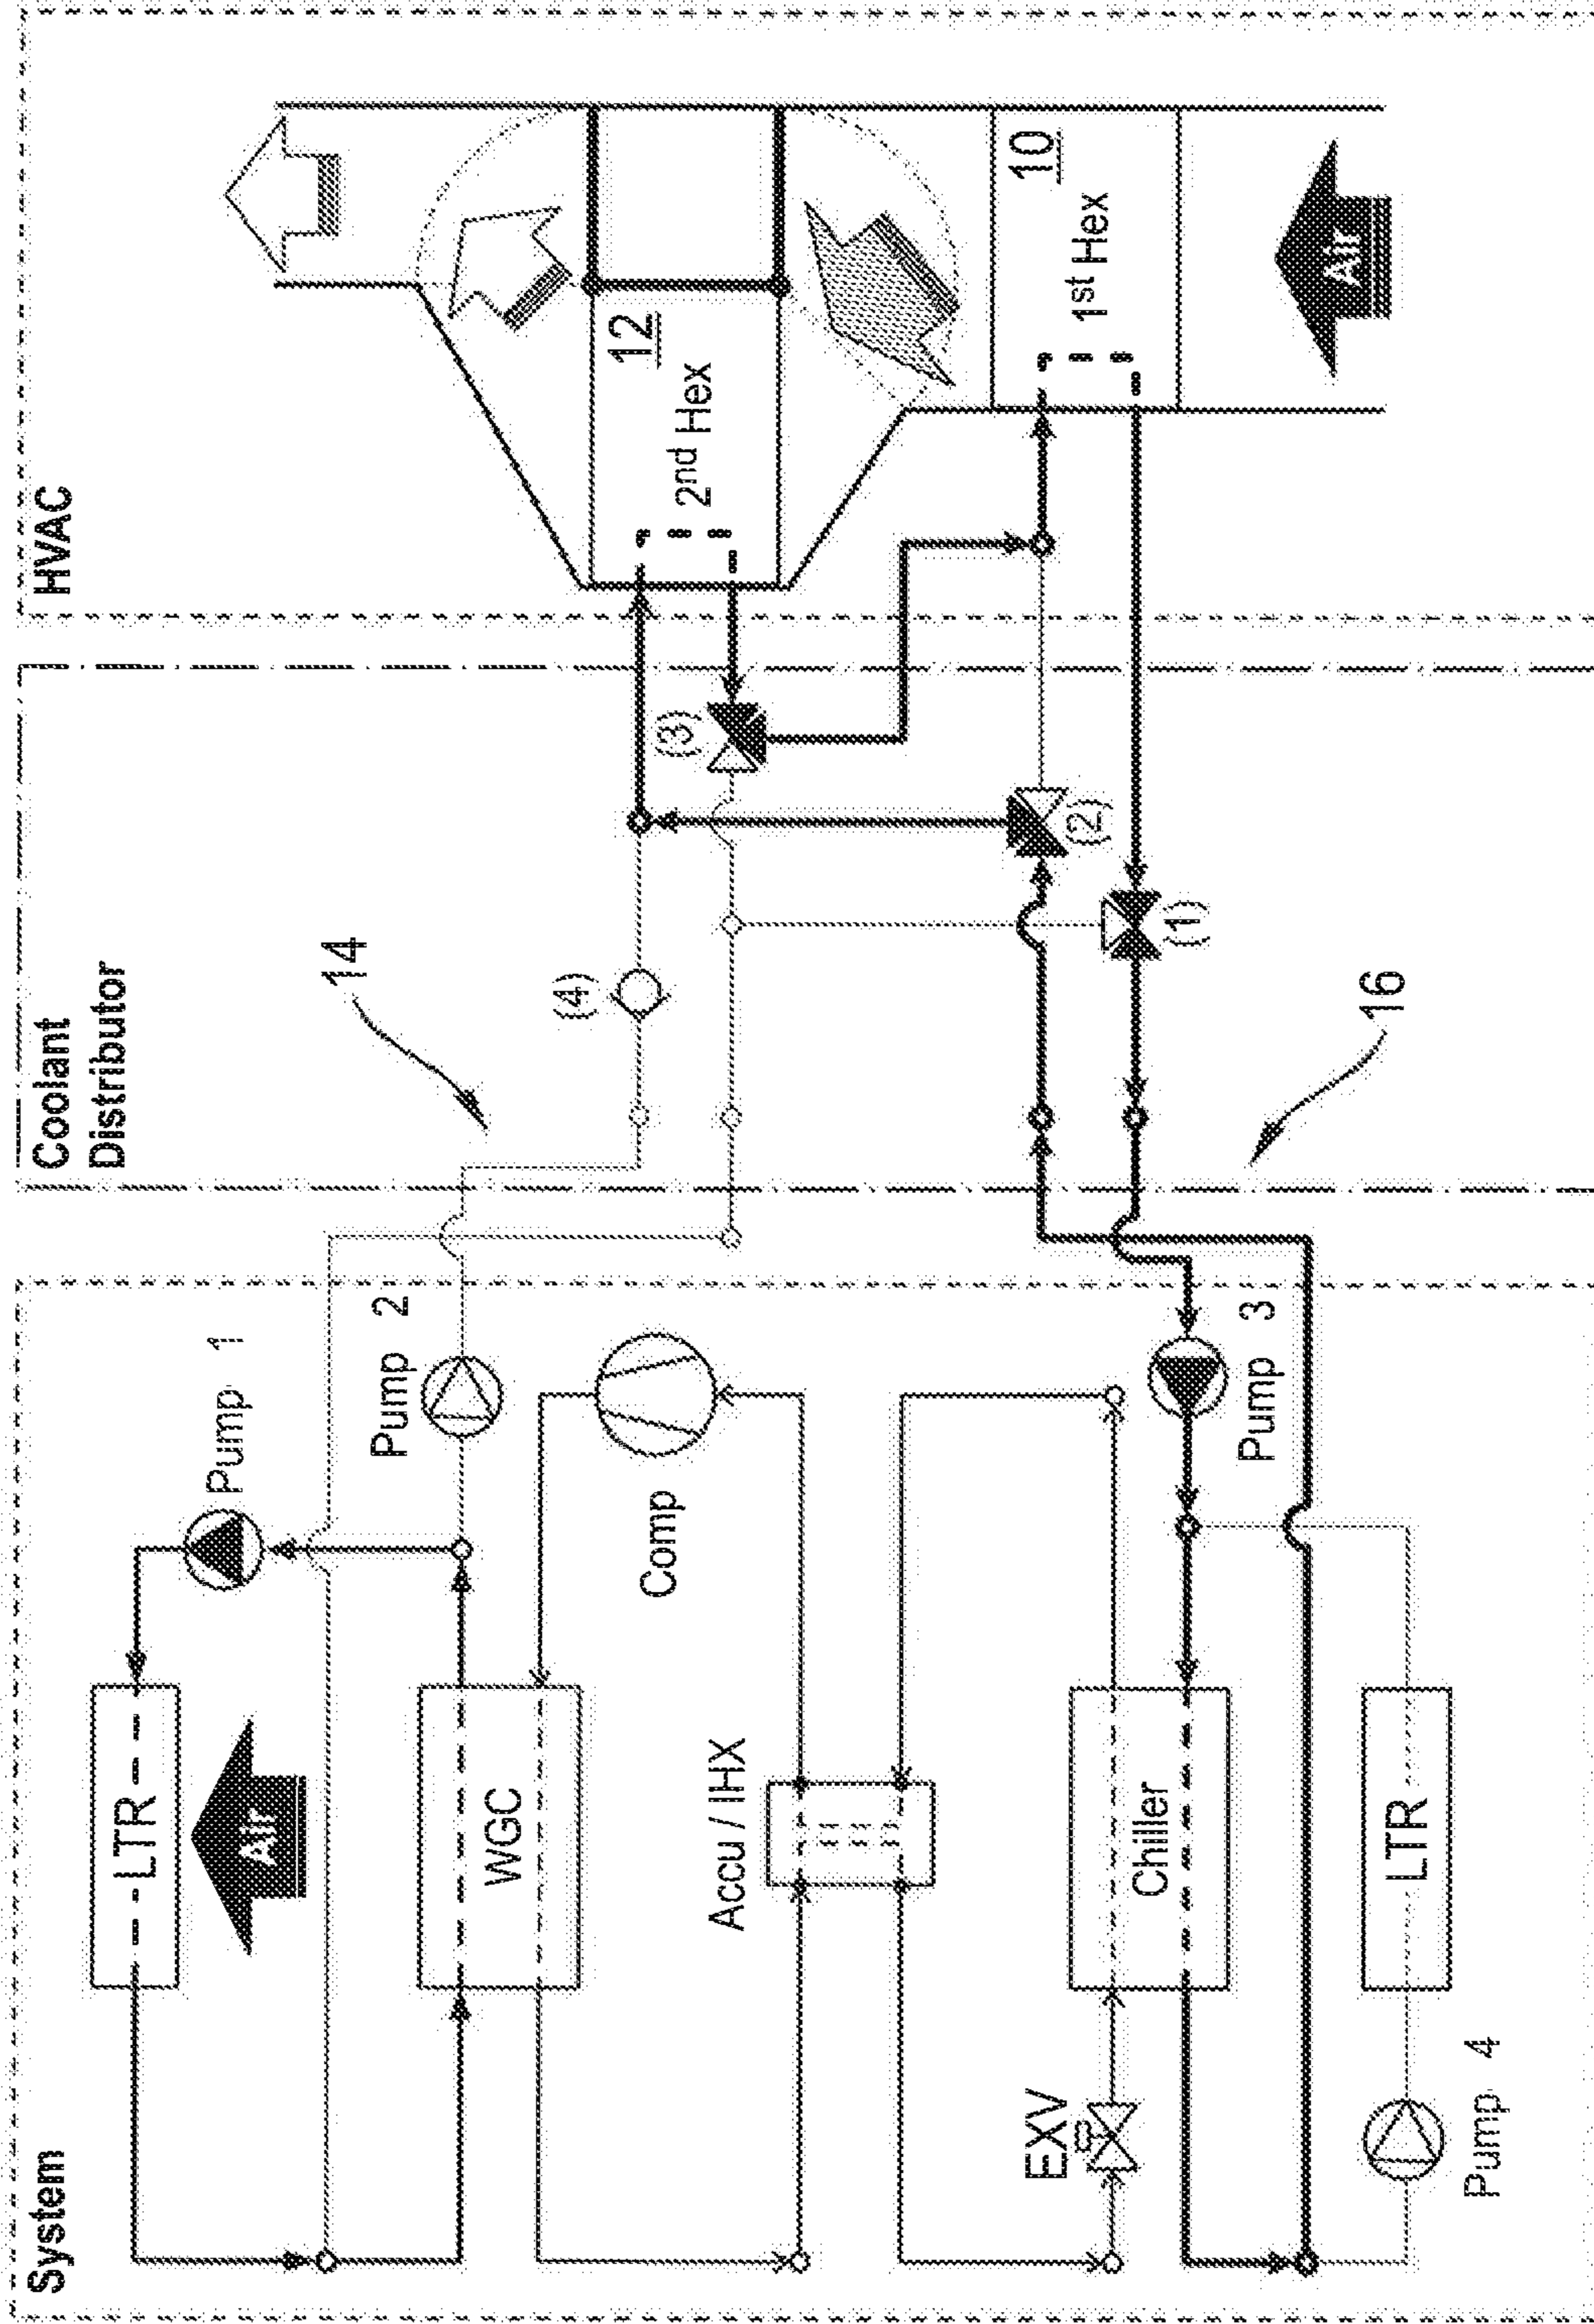 System
LTR
Air
Pump 1
WGC
Pump 2
Comp
Accu / IHX
EXV
Chiller
Pump 3
LTR
Pump 4
Coolant
Distributor
14
(4)
(3)
(2)
(1)
16
HVAC
12
2nd Hex
10
1st Hex
Air